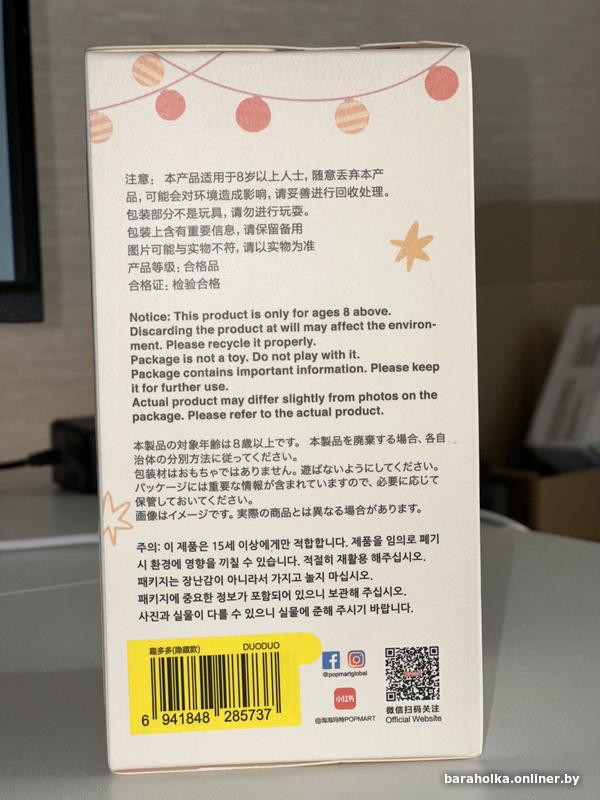 注意： 本产品适用于8岁以上人士，随意丢弃本产
品，可能会对环境造成影响，请妥善进行回收处理。
包装部分不是玩具，请勿进行玩耍。
包装上含有重要信息，请保留备用
图片可能与实物不符，请以实物为准
产品等级：合格品
合格证：检验合格
Notice: This product is only for ages 8 above.
Discarding the product at will may affect the environ-
ment. Please recycle it properly.
Package is not a toy. Do not play with it.
Package contains important information. Please keep
it for further use.
Actual product may differ slightly from photos on the
package. Please refer to the actual product.
本製品の対象年齢は8歳以上です。 本製品を廃棄する場合、各自
治体の分別方法に従ってください。
包装材はおもちゃではありません。遊ばないようにしてください。
パッケージには重要な情報が含まれていますので、必要に応じて
保管しておいてください。
画像はイメージです。実際の商品とは異なる場合があります。
주의: 이 제품은 15세 이상에게만 적합합니다. 제품을 임의로 폐기
시 환경에 영향을 끼칠 수 있습니다. 적절히 재활용 해주십시오.
패키지는 장난감이 아니라서 가지고 놀지 마십시오.
패키지에 중요한 정보가 포함되어 있으니 보관해 주십시오.
사진과 실물이 다를 수 있으니 실물에 준해 주시기 바랍니다.
趣多多(隐藏款) DUODUO
6 941848 285737
@popmartglobal
小红书
@泡泡玛特POPMART
微信扫码关注
Official Website
baraholka.onliner.by